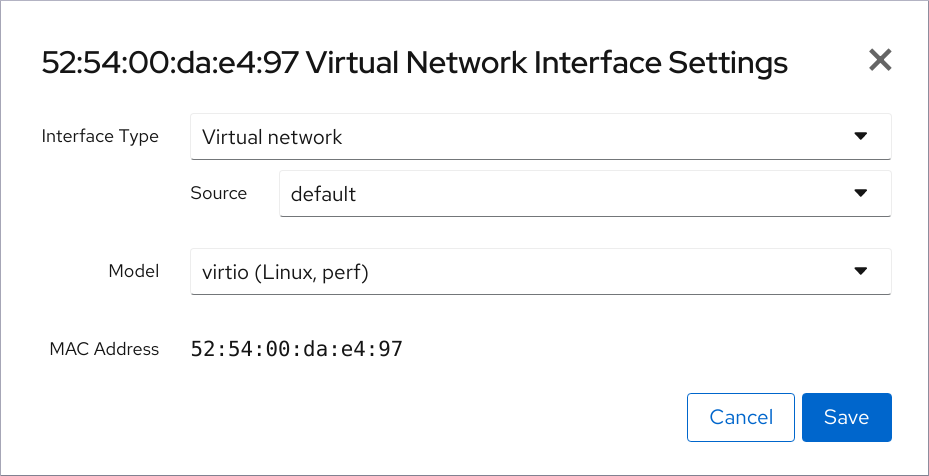 52:54:00:da:e4:97 Virtual Network Interface Settings
Interface Type Virtual network
Source default
Model virtio (Linux, perf)
MAC Address 52:54:00:da:e4:97
Cancel Save